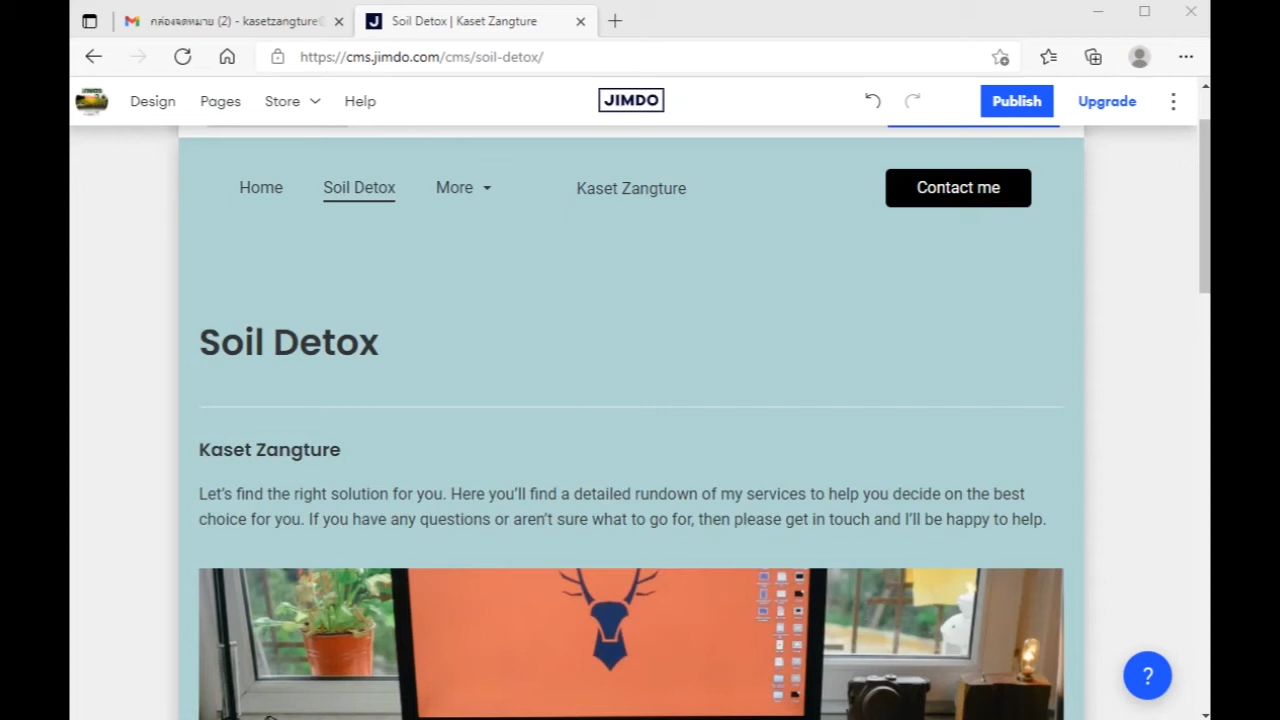 กล่องจดหมาย (2) - kasetzangture
Soil Detox | Kaset Zangture
https://cms.jimdo.com/cms/soil-detox/
Design Pages Store Help JIMDO Publish Upgrade
Home Soil Detox More Kaset Zangture Contact me
Soil Detox
Kaset Zangture
Let's find the right solution for you. Here you'll find a detailed rundown of my services to help you decide on the best
choice for you. If you have any questions or aren't sure what to go for, then please get in touch and I'll be happy to help.
?